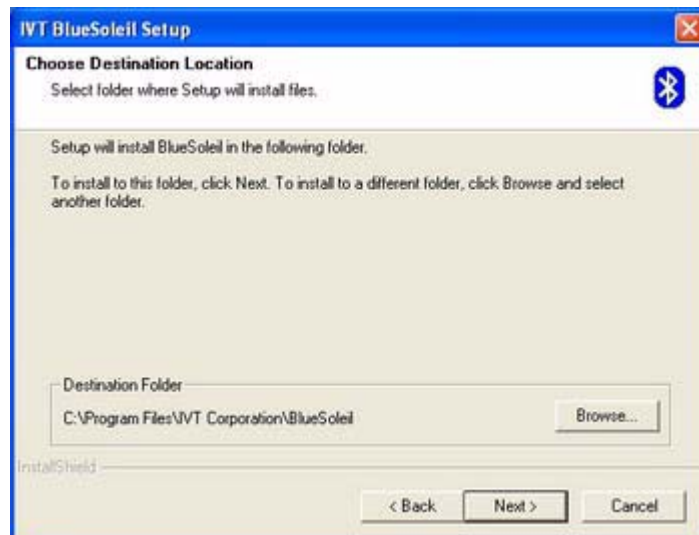 IVT BlueSoleil Setup
Choose Destination Location
Select folder where Setup will install files.
Setup will install BlueSoleil in the following folder.
To install to this folder, click Next. To install to a different folder, click Browse and select
another folder.
Destination Folder
C:\Program Files\IVT Corporation\BlueSoleil
Browse...
InstallShield
< Back
Next >
Cancel